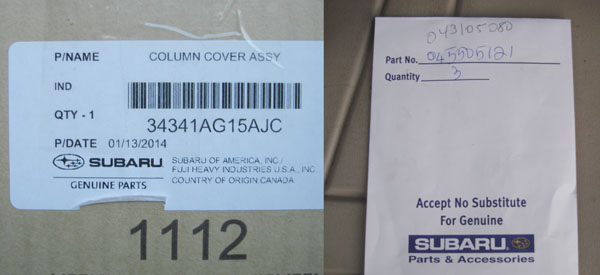 P/NAME COLUMN COVER ASSY
IND
QTY - 1
34341AG15AJC
P/DATE 01/13/2014
SUBARU
GENUINE PARTS
SUBARU OF AMERICA, INC./
FUJI HEAVY INDUSTRIES U.S.A., INC
COUNTRY OF ORIGIN:CANADA
1112
043105080
Part No. 045505121
Quantity 3
Accept No Substitute
For Genuine
SUBARU
Parts & Accessories